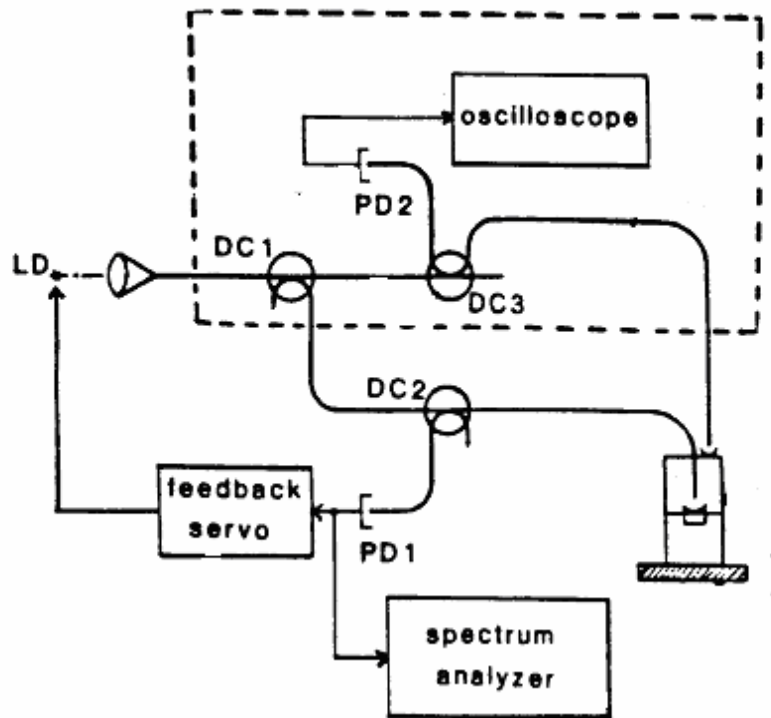 oscilloscope
PD2
DC1
LD
DC3
DC2
feedback
servo
PD1
spectrum
analyzer